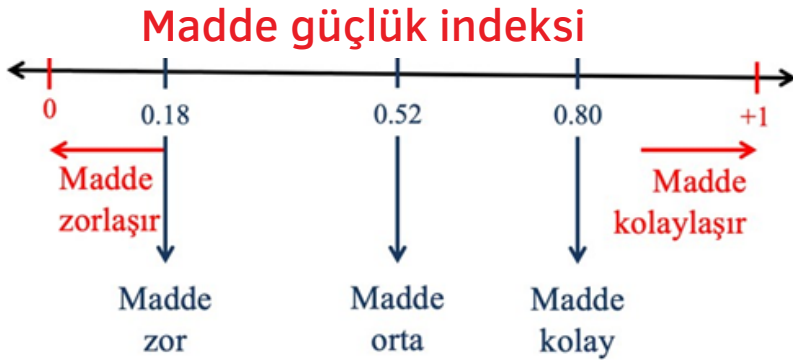 Madde güçlük indeksi
0 0.18 0.52 0.80 +1
Madde
zorlaşır
Madde
kolaylaşır
Madde
zor
Madde
orta
Madde
kolay